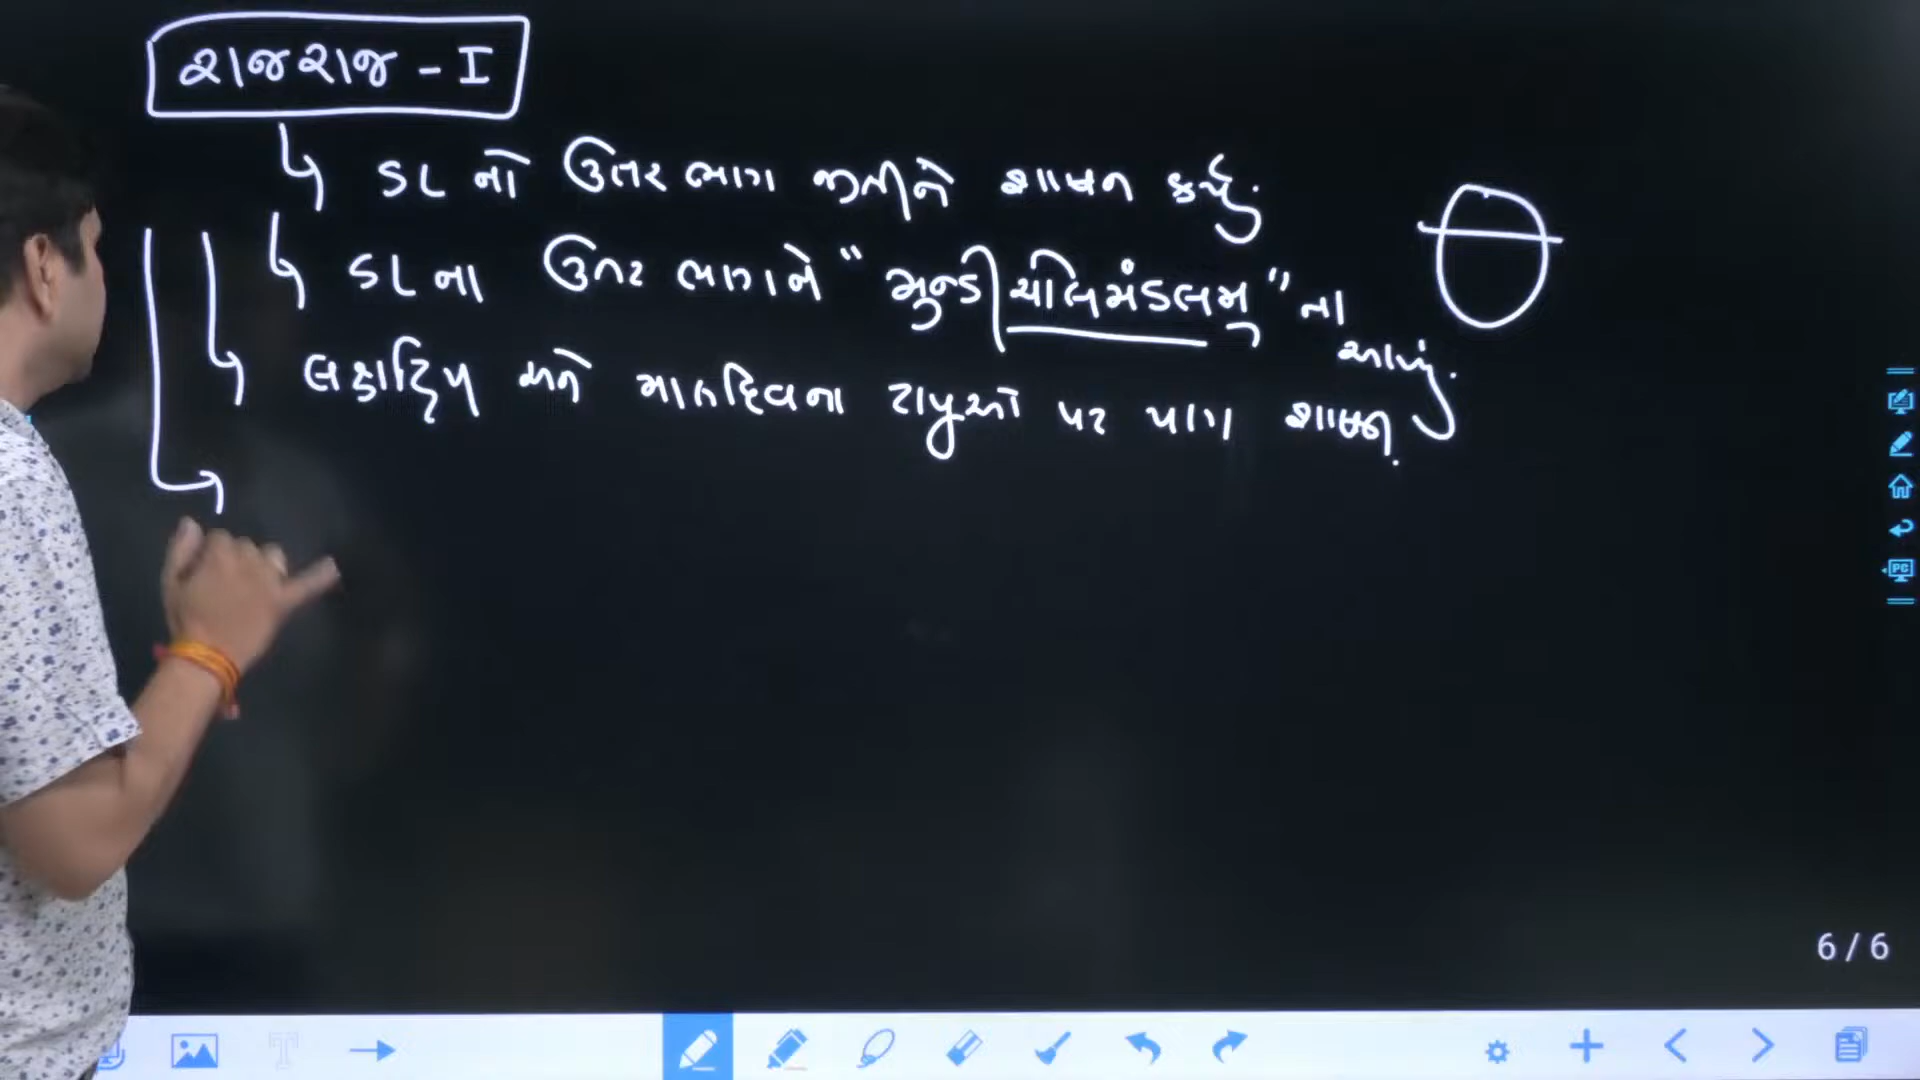 રાજરાજ - I
SL નો ઉત્તર ભાગ જીતીને શાસન કર્યું.
SL ના ઉત્તર ભાગને "મુન્ડી ચોલિમંડલમ્" ના
આપ્યું.
લક્ષદ્વિપ અને માલદિવના ટાપુઓ પર પણ શાસન.
6 / 6
PC
T